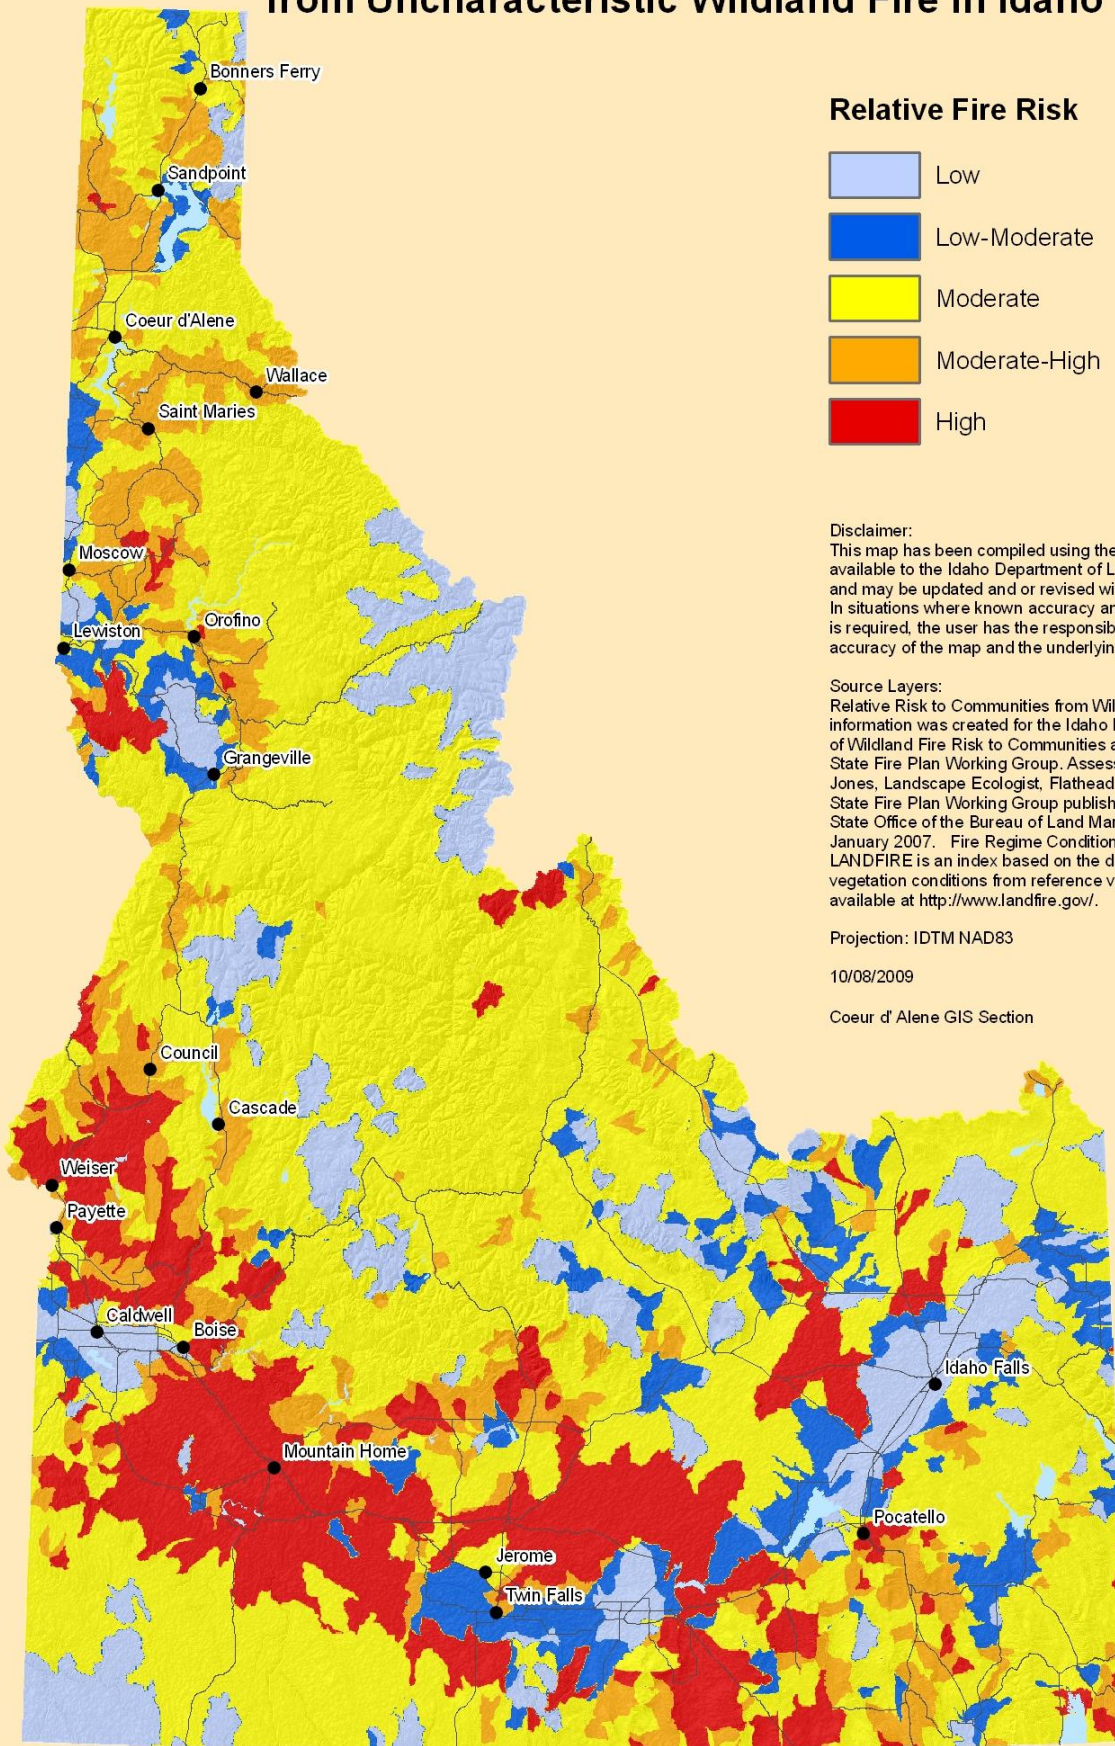 from Uncharacteristic Wildland Fire in Idaho
Relative Fire Risk
Low
Low-Moderate
Moderate
Moderate-High
High
Disclaimer:
This map has been compiled using the
available to the Idaho Department of L
and may be updated and or revised wi
In situations where known accuracy an
is required, the user has the responsib
accuracy of the map and the underlyin
Source Layers:
Relative Risk to Communities from Wil
information was created for the Idaho
of Wildland Fire Risk to Communities a
State Fire Plan Working Group. Assess
Jones, Landscape Ecologist, Flathead
State Fire Plan Working Group publish
State Office of the Bureau of Land Mar
January 2007. Fire Regime Condition
LANDFIRE is an index based on the d
vegetation conditions from reference v
available at http://www.landfire.gov/.
Projection: IDTM NAD83
10/08/2009
Coeur d' Alene GIS Section
Bonners Ferry
Sandpoint
Coeur d'Alene
Wallace
Saint Maries
Moscow
Orofino
Lewiston
Grangeville
Council
Cascade
Weiser
Payette
Caldwell
Boise
Idaho Falls
Mountain Home
Pocatello
Jerome
Twin Falls